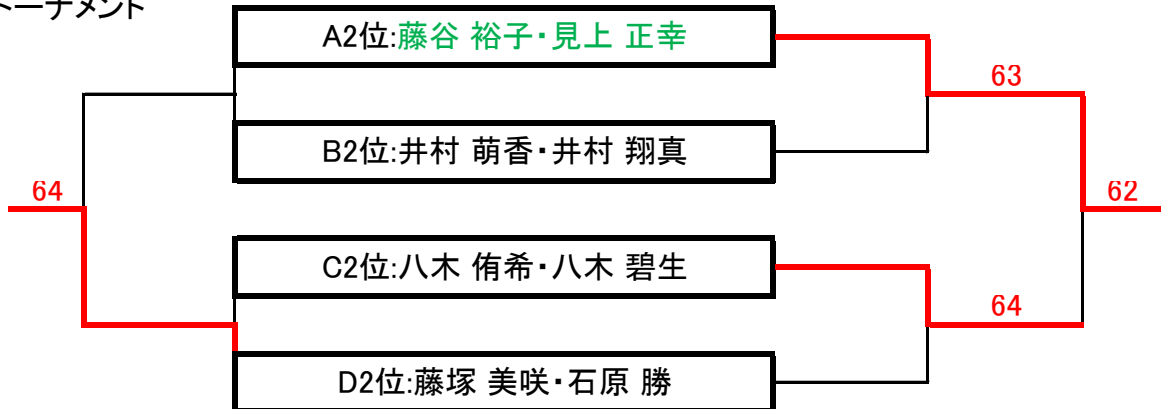 トーナメント
A2位:藤谷 裕子・見上 正幸
63
B2位:井村 萌香・井村 翔真
64
62
C2位:八木 侑希・八木 碧生
64
D2位:藤塚 美咲・石原 勝